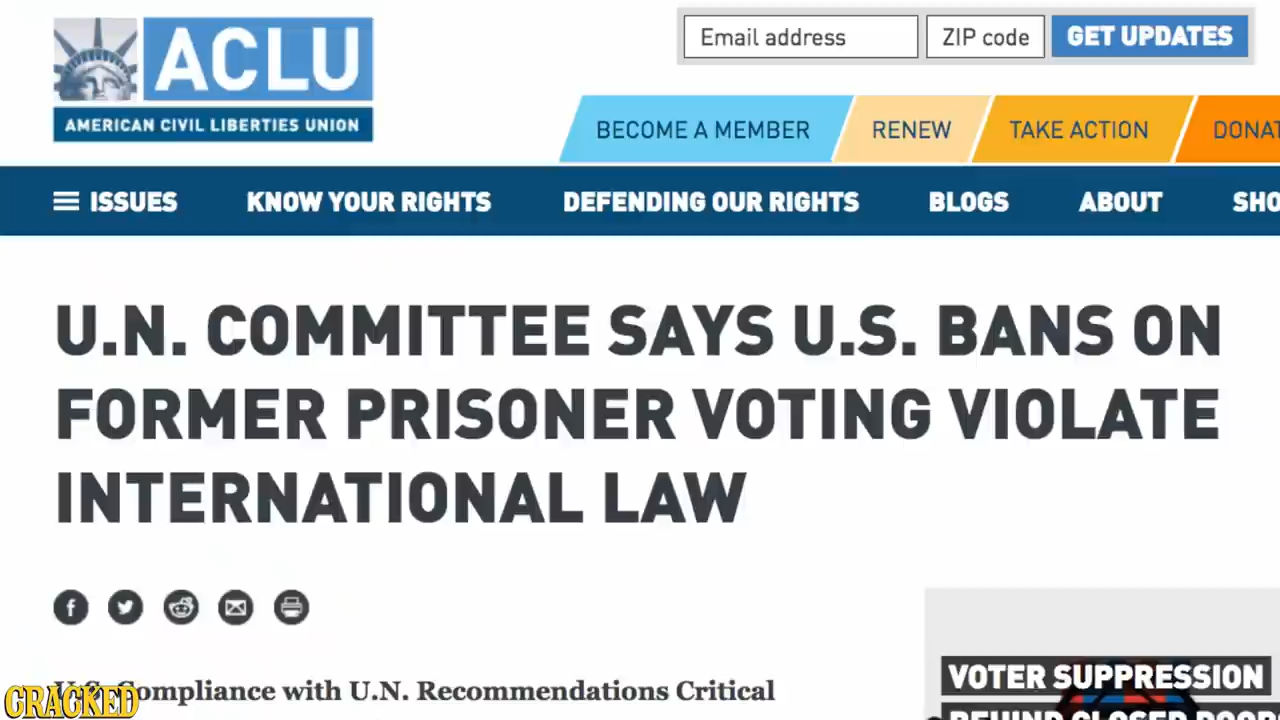 ACLU
AMERICAN CIVIL LIBERTIES UNION
Email address
ZIP code
GET UPDATES
BECOME A MEMBER
RENEW
TAKE ACTION
DONAT
ISSUES
KNOW YOUR RIGHTS
DEFENDING OUR RIGHTS
BLOGS
ABOUT
SHO
U.N. COMMITTEE SAYS U.S. BANS ON
FORMER PRISONER VOTING VIOLATE
INTERNATIONAL LAW
Compliance with U.N. Recommendations Critical
CRACKED
VOTER SUPPRESSION